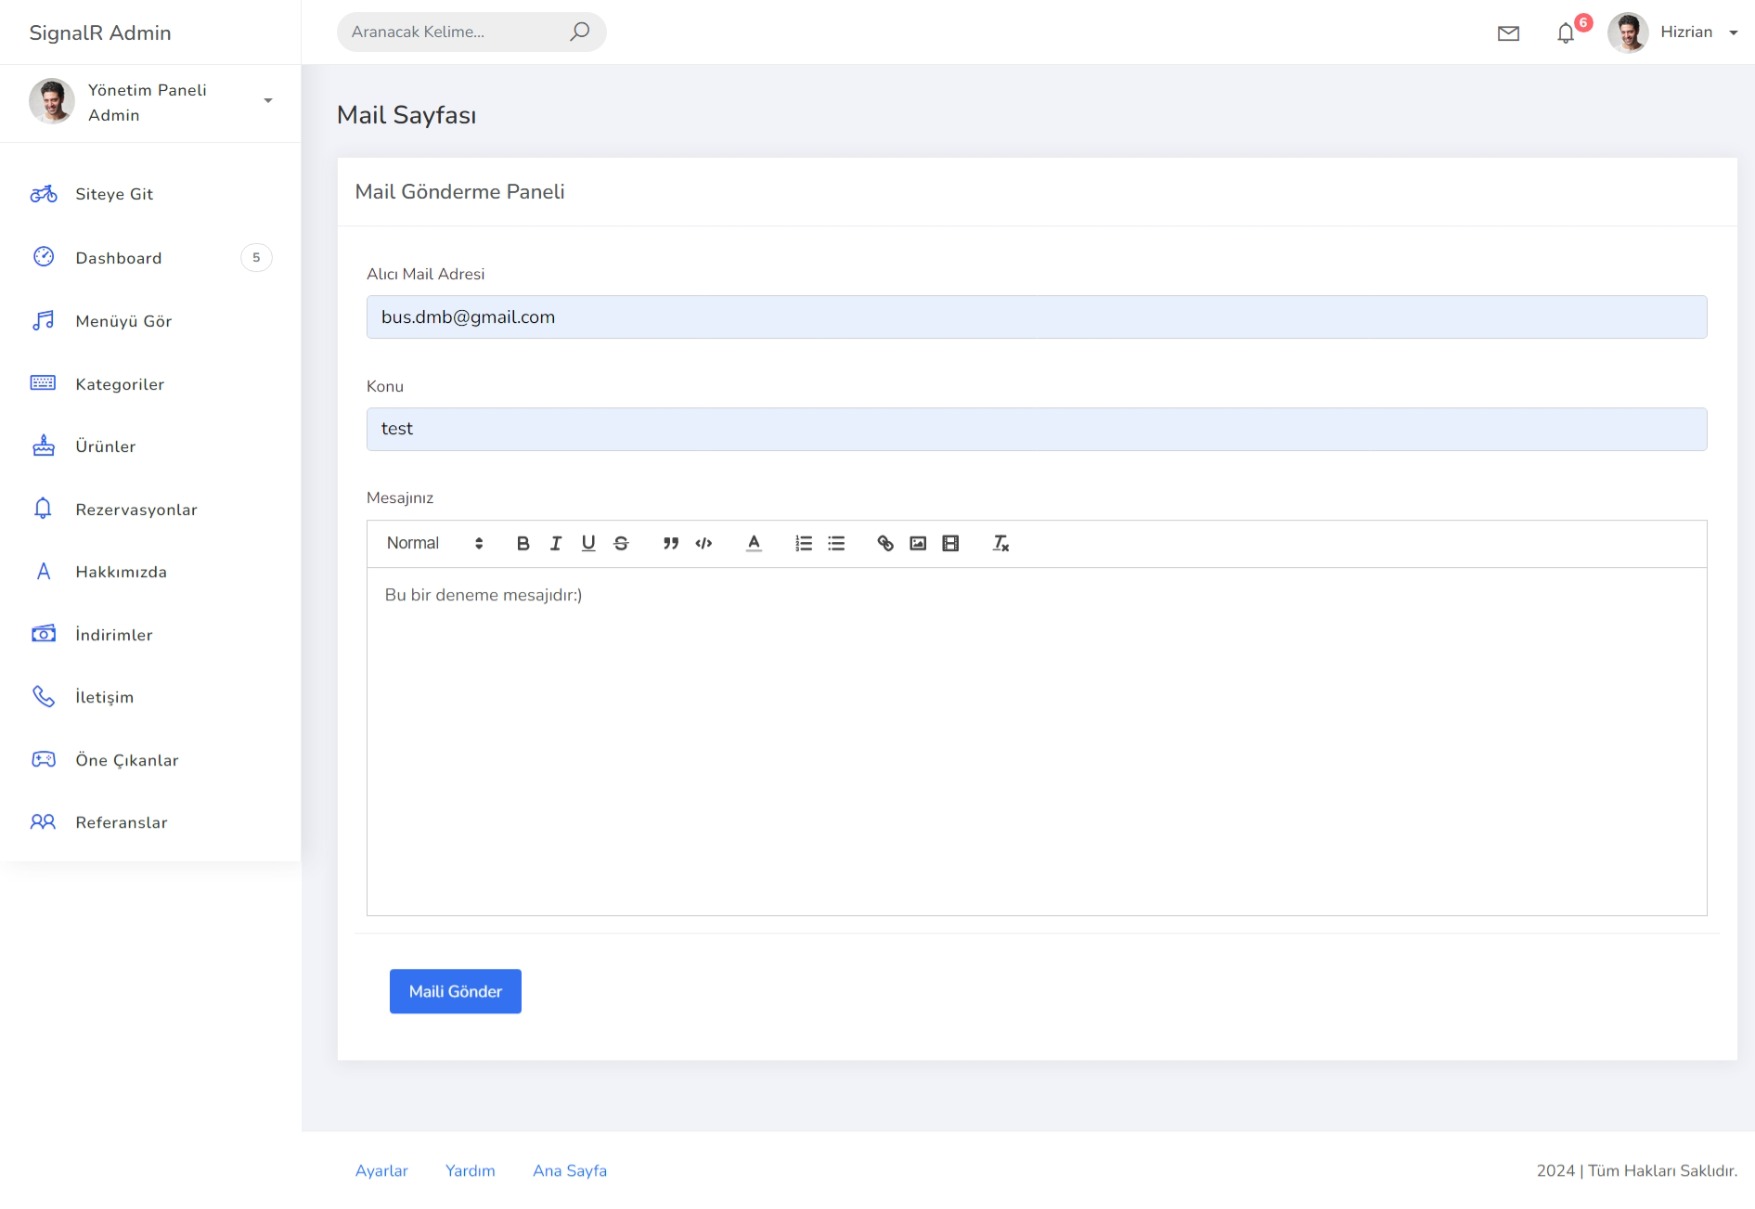 SignalR Admin
Aranacak Kelime...
6
Hizrian
Yönetim Paneli
Admin
Siteye Git
Dashboard
5
Menüyü Gör
Kategoriler
Ürünler
Rezervasyonlar
Hakkımızda
İndirimler
İletişim
Öne Çıkanlar
Referanslar
Mail Sayfası
Mail Gönderme Paneli
Alıcı Mail Adresi
bus.dmb@gmail.com
Konu
test
Mesajınız
Normal
Bu bir deneme mesajıdır:)
Maili Gönder
Ayarlar Yardım Ana Sayfa
2024 | Tüm Hakları Saklıdır.